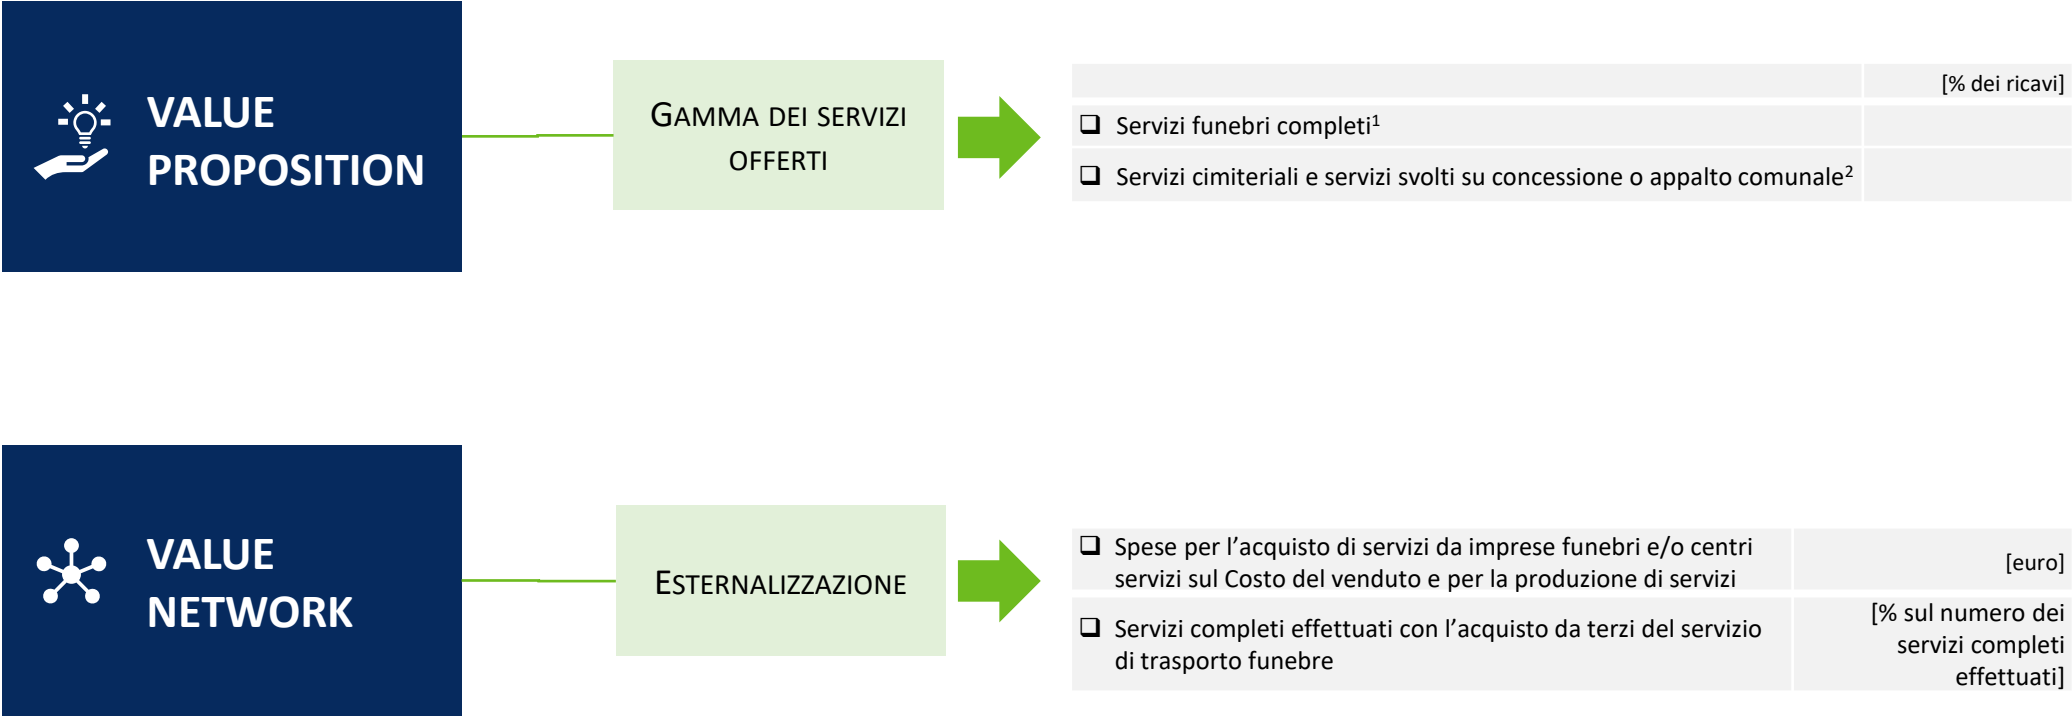 VALUE
PROPOSITION
GAMMA DEI SERVIZI
OFFERTI
[% dei ricavi]
❑ Servizi funebri completi¹
❑ Servizi cimiteriali e servizi svolti su concessione o appalto comunale²
VALUE
NETWORK
ESTERNALIZZAZIONE
❑ Spese per l’acquisto di servizi da imprese funebri e/o centri
servizi sul Costo del venduto e per la produzione di servizi
[euro]
❑ Servizi completi effettuati con l’acquisto da terzi del servizio
di trasporto funebre
[% sul numero dei
servizi completi
effettuati]